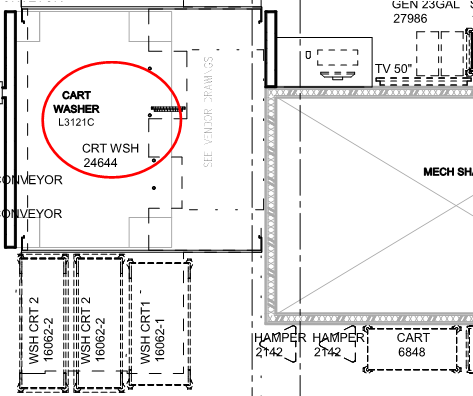 GEN 23GAL
27986
TV 50"
CART
WASHER
L3121C
CRT WSH
24644
SEE VENDOR DRAWINGS
CONVEYOR
CONVEYOR
MECH SHA
WSH CRT 2
16062-2
WSH CRT 2
16062-2
WSH CRT1
16062-1
HAMPER
2142
HAMPER
2142
CART
6848